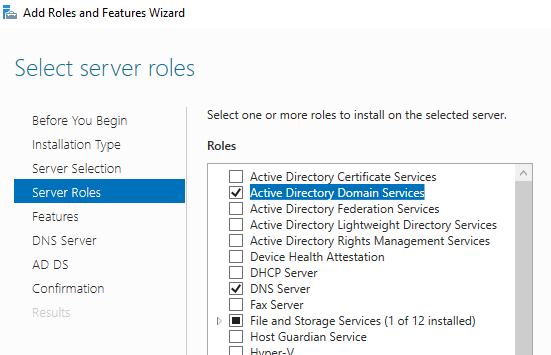 Add Roles and Features Wizard
Select server roles
Before You Begin
Installation Type
Server Selection
Server Roles
Features
DNS Server
AD DS
Confirmation
Results
Select one or more roles to install on the selected server.
Roles
Active Directory Certificate Services
Active Directory Domain Services
Active Directory Federation Services
Active Directory Lightweight Directory Services
Active Directory Rights Management Services
Device Health Attestation
DHCP Server
DNS Server
Fax Server
File and Storage Services (1 of 12 installed)
Host Guardian Service
Hyper-V